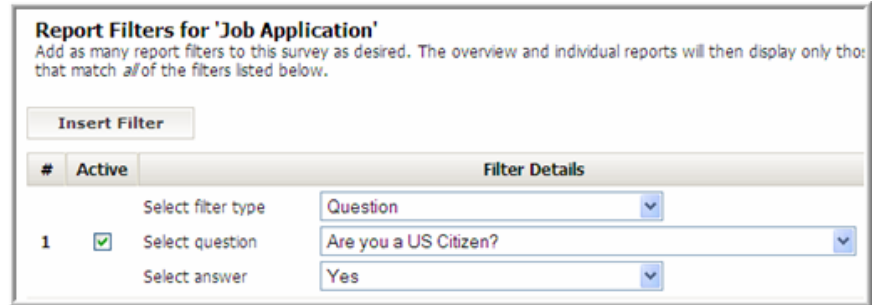 Report Filters for 'Job Application'
Add as many report filters to this survey as desired. The overview and individual reports will then display only
that match all of the filters listed below.
Insert Filter
# Active Filter Details
Select filter type Question
1 Select question Are you a US Citizen?
Select answer Yes